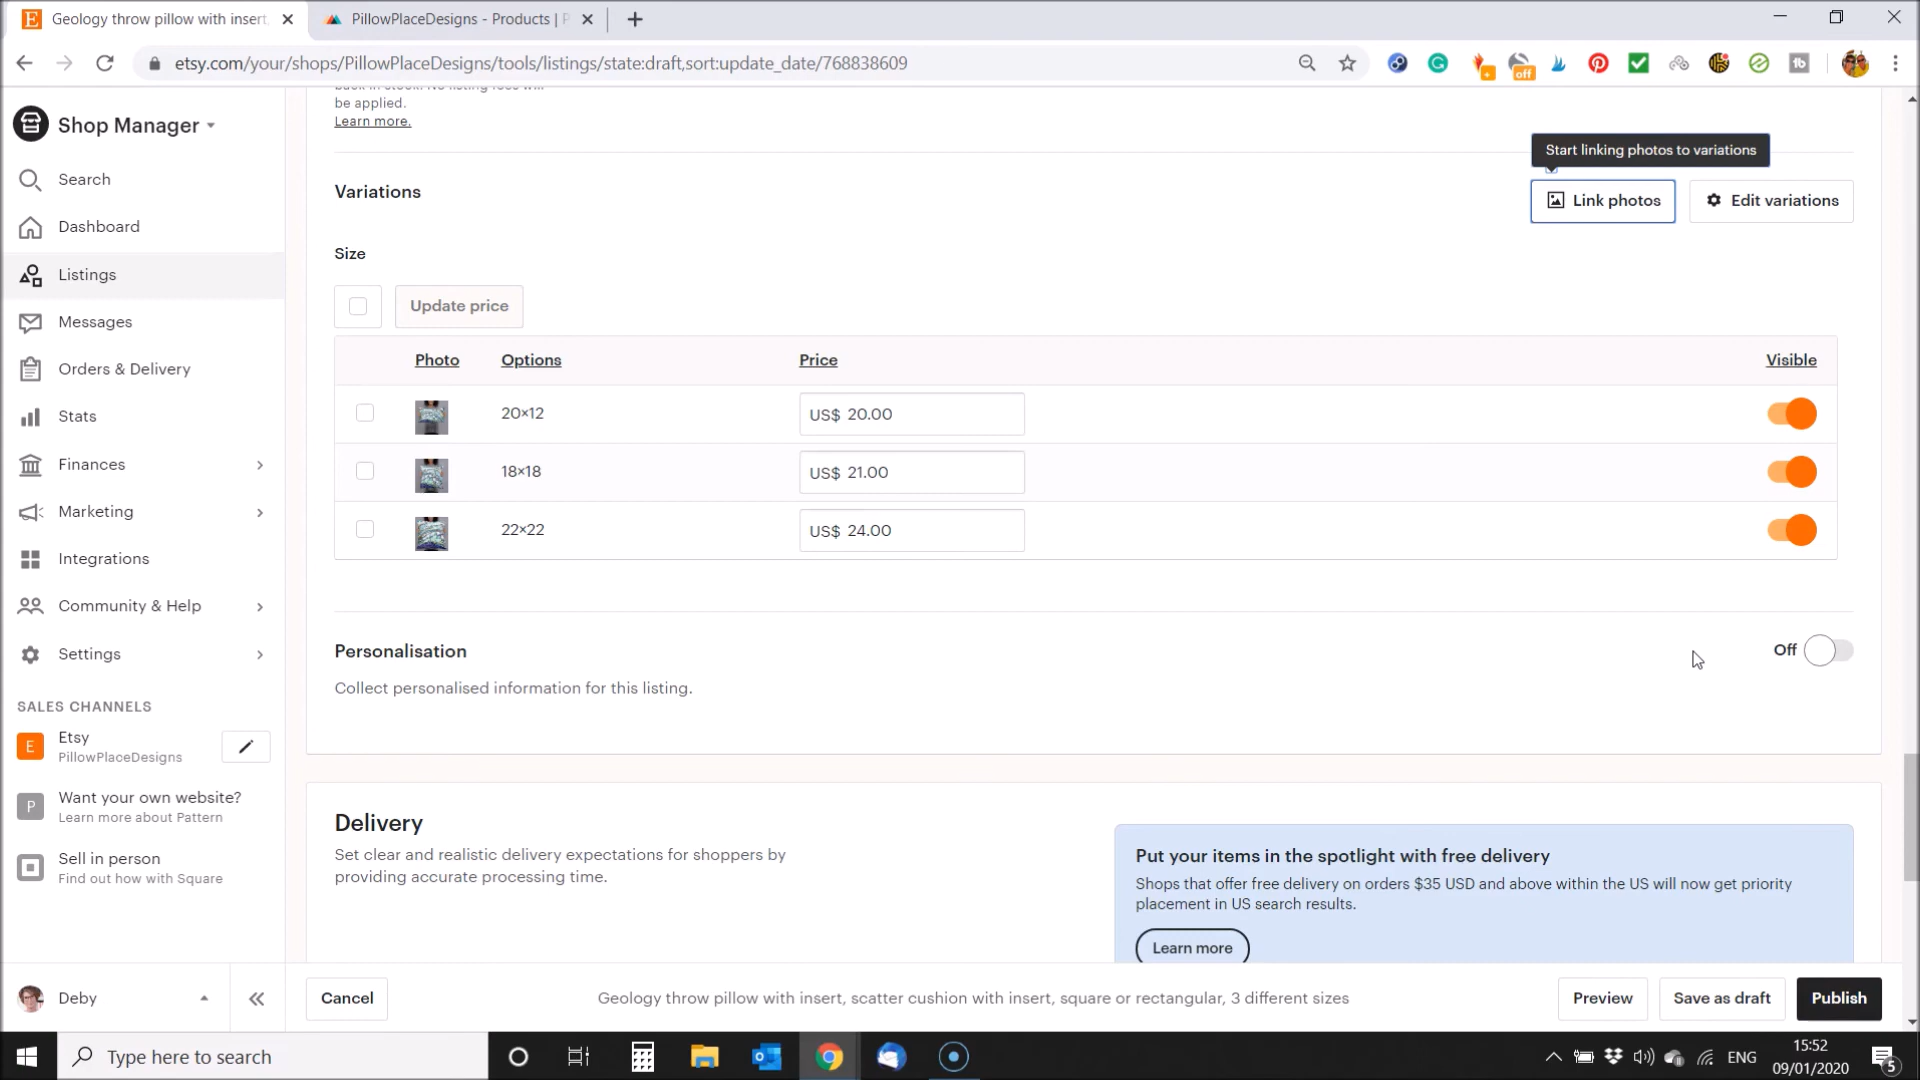 Geology throw pillow with insert,
PillowPlaceDesigns - Products | P
etsy.com/your/shops/PillowPlaceDesigns/tools/listings/state:draft,sort:update_date/768838609
off
Shop Manager
Search
Dashboard
Listings
Messages
Orders & Delivery
Stats
Finances
Marketing
Integrations
Community & Help
Settings
SALES CHANNELS
E
Etsy
PillowPlaceDesigns
P
Want your own website?
Learn more about Pattern
Sell in person
Find out how with Square
Deby
back in stock. No listing fees will
be applied.
Learn more.
Start linking photos to variations
Variations
Link photos
Edit variations
Size
Update price
Photo Options Price Visible
20×12 US$ 20.00
18×18 US$ 21.00
22×22 US$ 24.00
Personalisation
Off
Collect personalised information for this listing.
Delivery
Set clear and realistic delivery expectations for shoppers by
providing accurate processing time.
Put your items in the spotlight with free delivery
Shops that offer free delivery on orders $35 USD and above within the US will now get priority
placement in US search results.
Learn more
Cancel
Geology throw pillow with insert, scatter cushion with insert, square or rectangular, 3 different sizes
Preview
Save as draft
Publish
Type here to search
ENG
15:52
09/01/2020
5